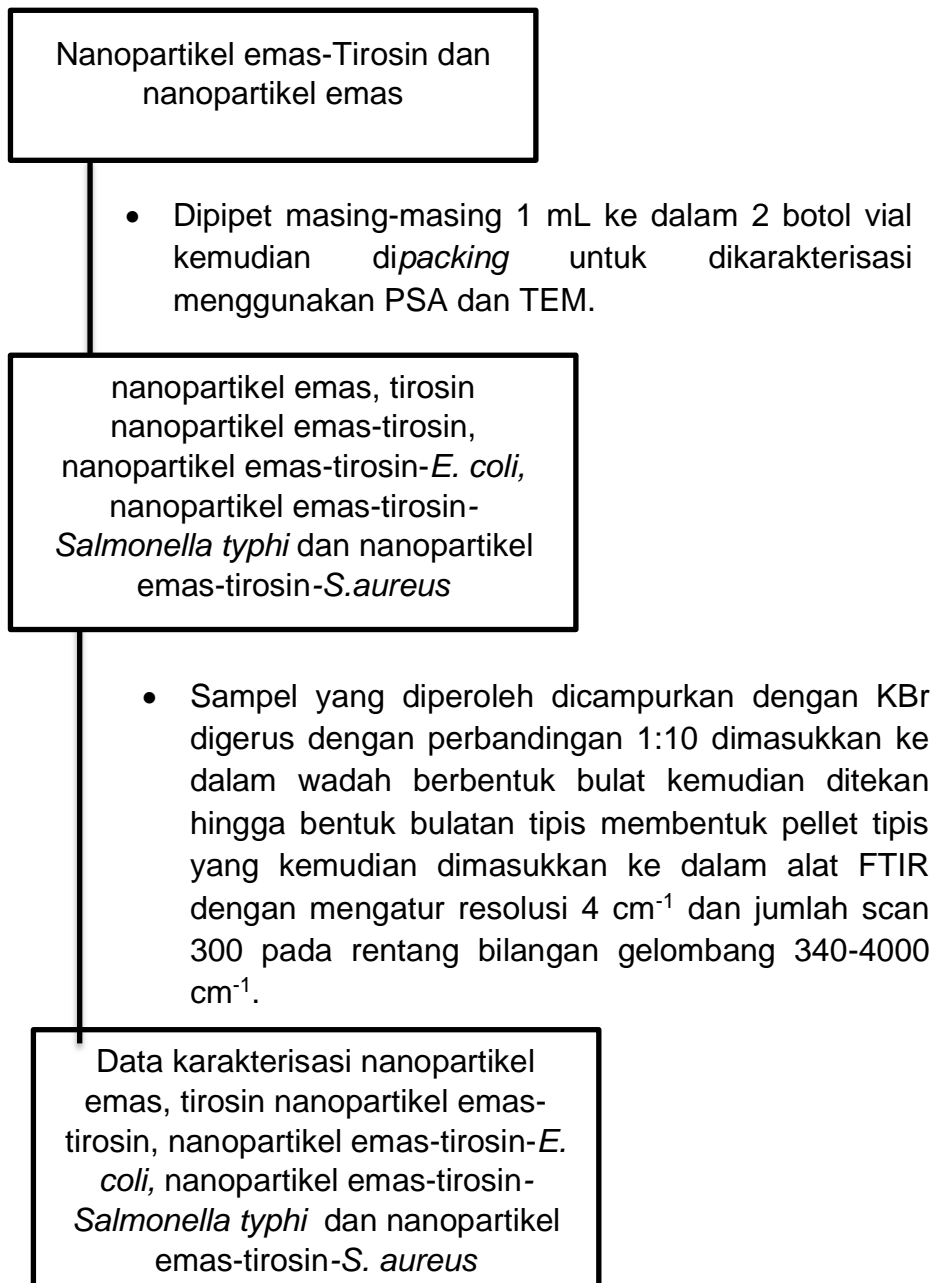 Nanopartikel emas-Tirosin dan
nanopartikel emas
• Dipipet masing-masing 1 mL ke dalam 2 botol vial
kemudian dipacking untuk dikarakterisasi
menggunakan PSA dan TEM.
nanopartikel emas, tirosin
nanopartikel emas-tirosin,
nanopartikel emas-tirosin-E. coli,
nanopartikel emas-tirosin-
Salmonella typhi dan nanopartikel
emas-tirosin-S.aureus
• Sampel yang diperoleh dicampurkan dengan KBr
digerus dengan perbandingan 1:10 dimasukkan ke
dalam wadah berbentuk bulat kemudian ditekan
hingga bentuk bulatan tipis membentuk pellet tipis
yang kemudian dimasukkan ke dalam alat FTIR
dengan mengatur resolusi 4 cm⁻¹ dan jumlah scan
300 pada rentang bilangan gelombang 340-4000
cm⁻¹.
Data karakterisasi nanopartikel
emas, tirosin nanopartikel emas-
tirosin, nanopartikel emas-tirosin-E.
coli, nanopartikel emas-tirosin-
Salmonella typhi dan nanopartikel
emas-tirosin-S. aureus